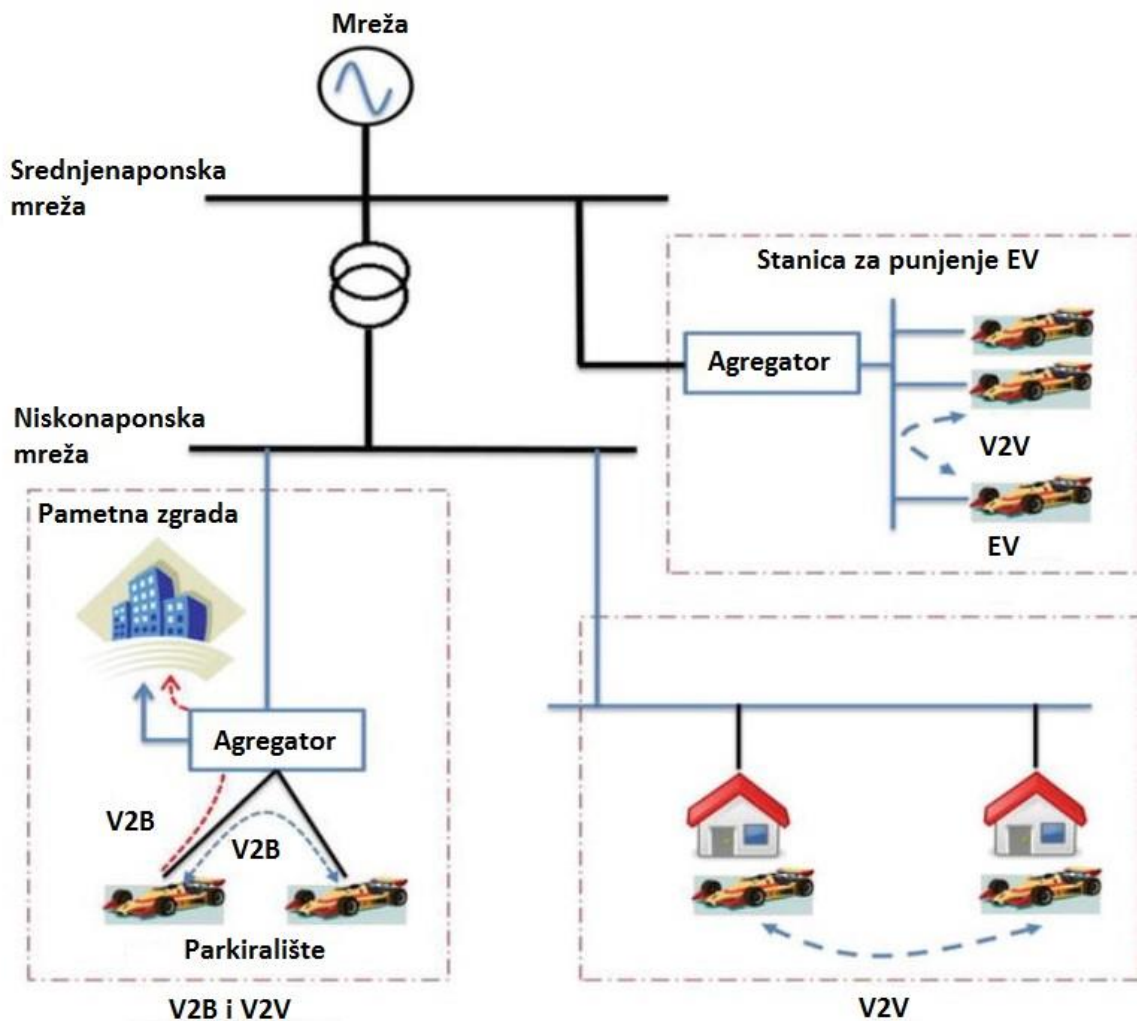 Mreža
Srednjenaponska
mreža
Stanica za punjenje EV
Agregator
V2V
EV
Niskonaponska
mreža
Pametna zgrada
Agregator
V2B
V2B
Parkiralište
V2B i V2V
V2V